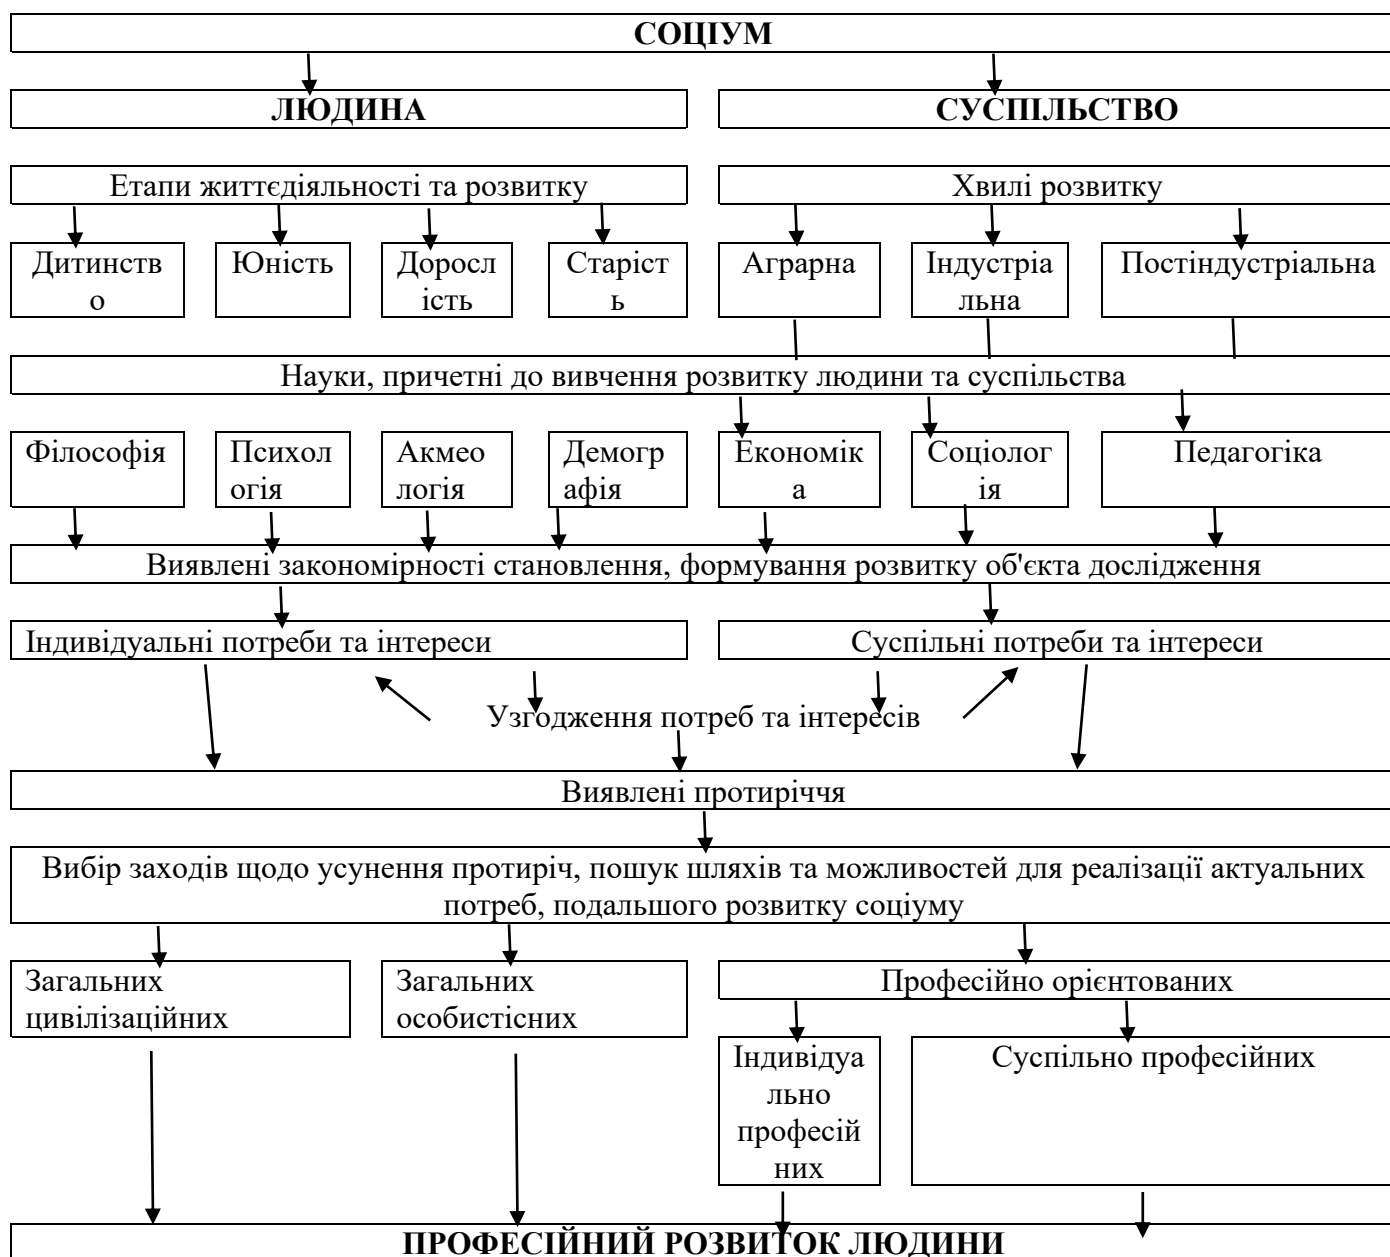 СОЦІУМ
ЛЮДИНА
СУСПІЛЬСТВО
Етапи життєдіяльності та розвитку
Хвилі розвитку
Дитинств
о
Юність
Доросл
ість
Старіст
ь
Аграрна
Індустріа
льна
Постіндустріальна
Науки, причетні до вивчення розвитку людини та суспільства
Філософія
Психол
огія
Акмео
логія
Демогр
афія
Економік
а
Соціолог
ія
Педагогіка
Виявлені закономірності становлення, формування розвитку об'єкта дослідження
Індивідуальні потреби та інтереси
Суспільні потреби та інтереси
Узгодження потреб та інтересів
Виявлені протиріччя
Вибір заходів щодо усунення протиріч, пошук шляхів та можливостей для реалізації актуальних
потреб, подальшого розвитку соціуму
Загальних
цивілізаційних
Загальних
особистісних
Професійно орієнтованих
Індивідуа
льно
професій
них
Суспільно професійних
ПРОФЕСІЙНИЙ РОЗВИТОК ЛЮДИНИ